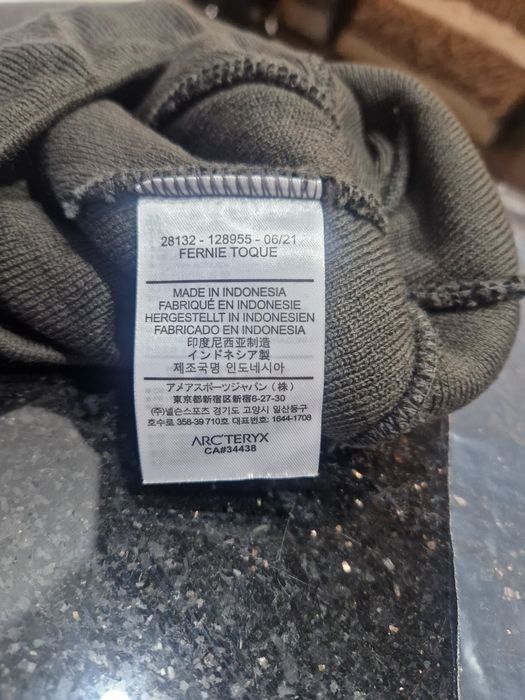 28132 - 128955 - 06/21
FERNIE TOQUE
MADE IN INDONESIA
FABRIQUÉ EN INDONESIE
HERGESTELLT IN INDONESIEN
FABRICADO EN INDONESIA
印度尼西亚制造
インドネシア製
제조국명 인도네시아
アメアスポーツジャパン (株)
東京都新宿区新宿6-27-30
(주)넬슨스포츠 경기도 고양시 일산동구
호수로 358-39 710호 대표번호: 1644-1708
ARC'TERYX
CA#34438